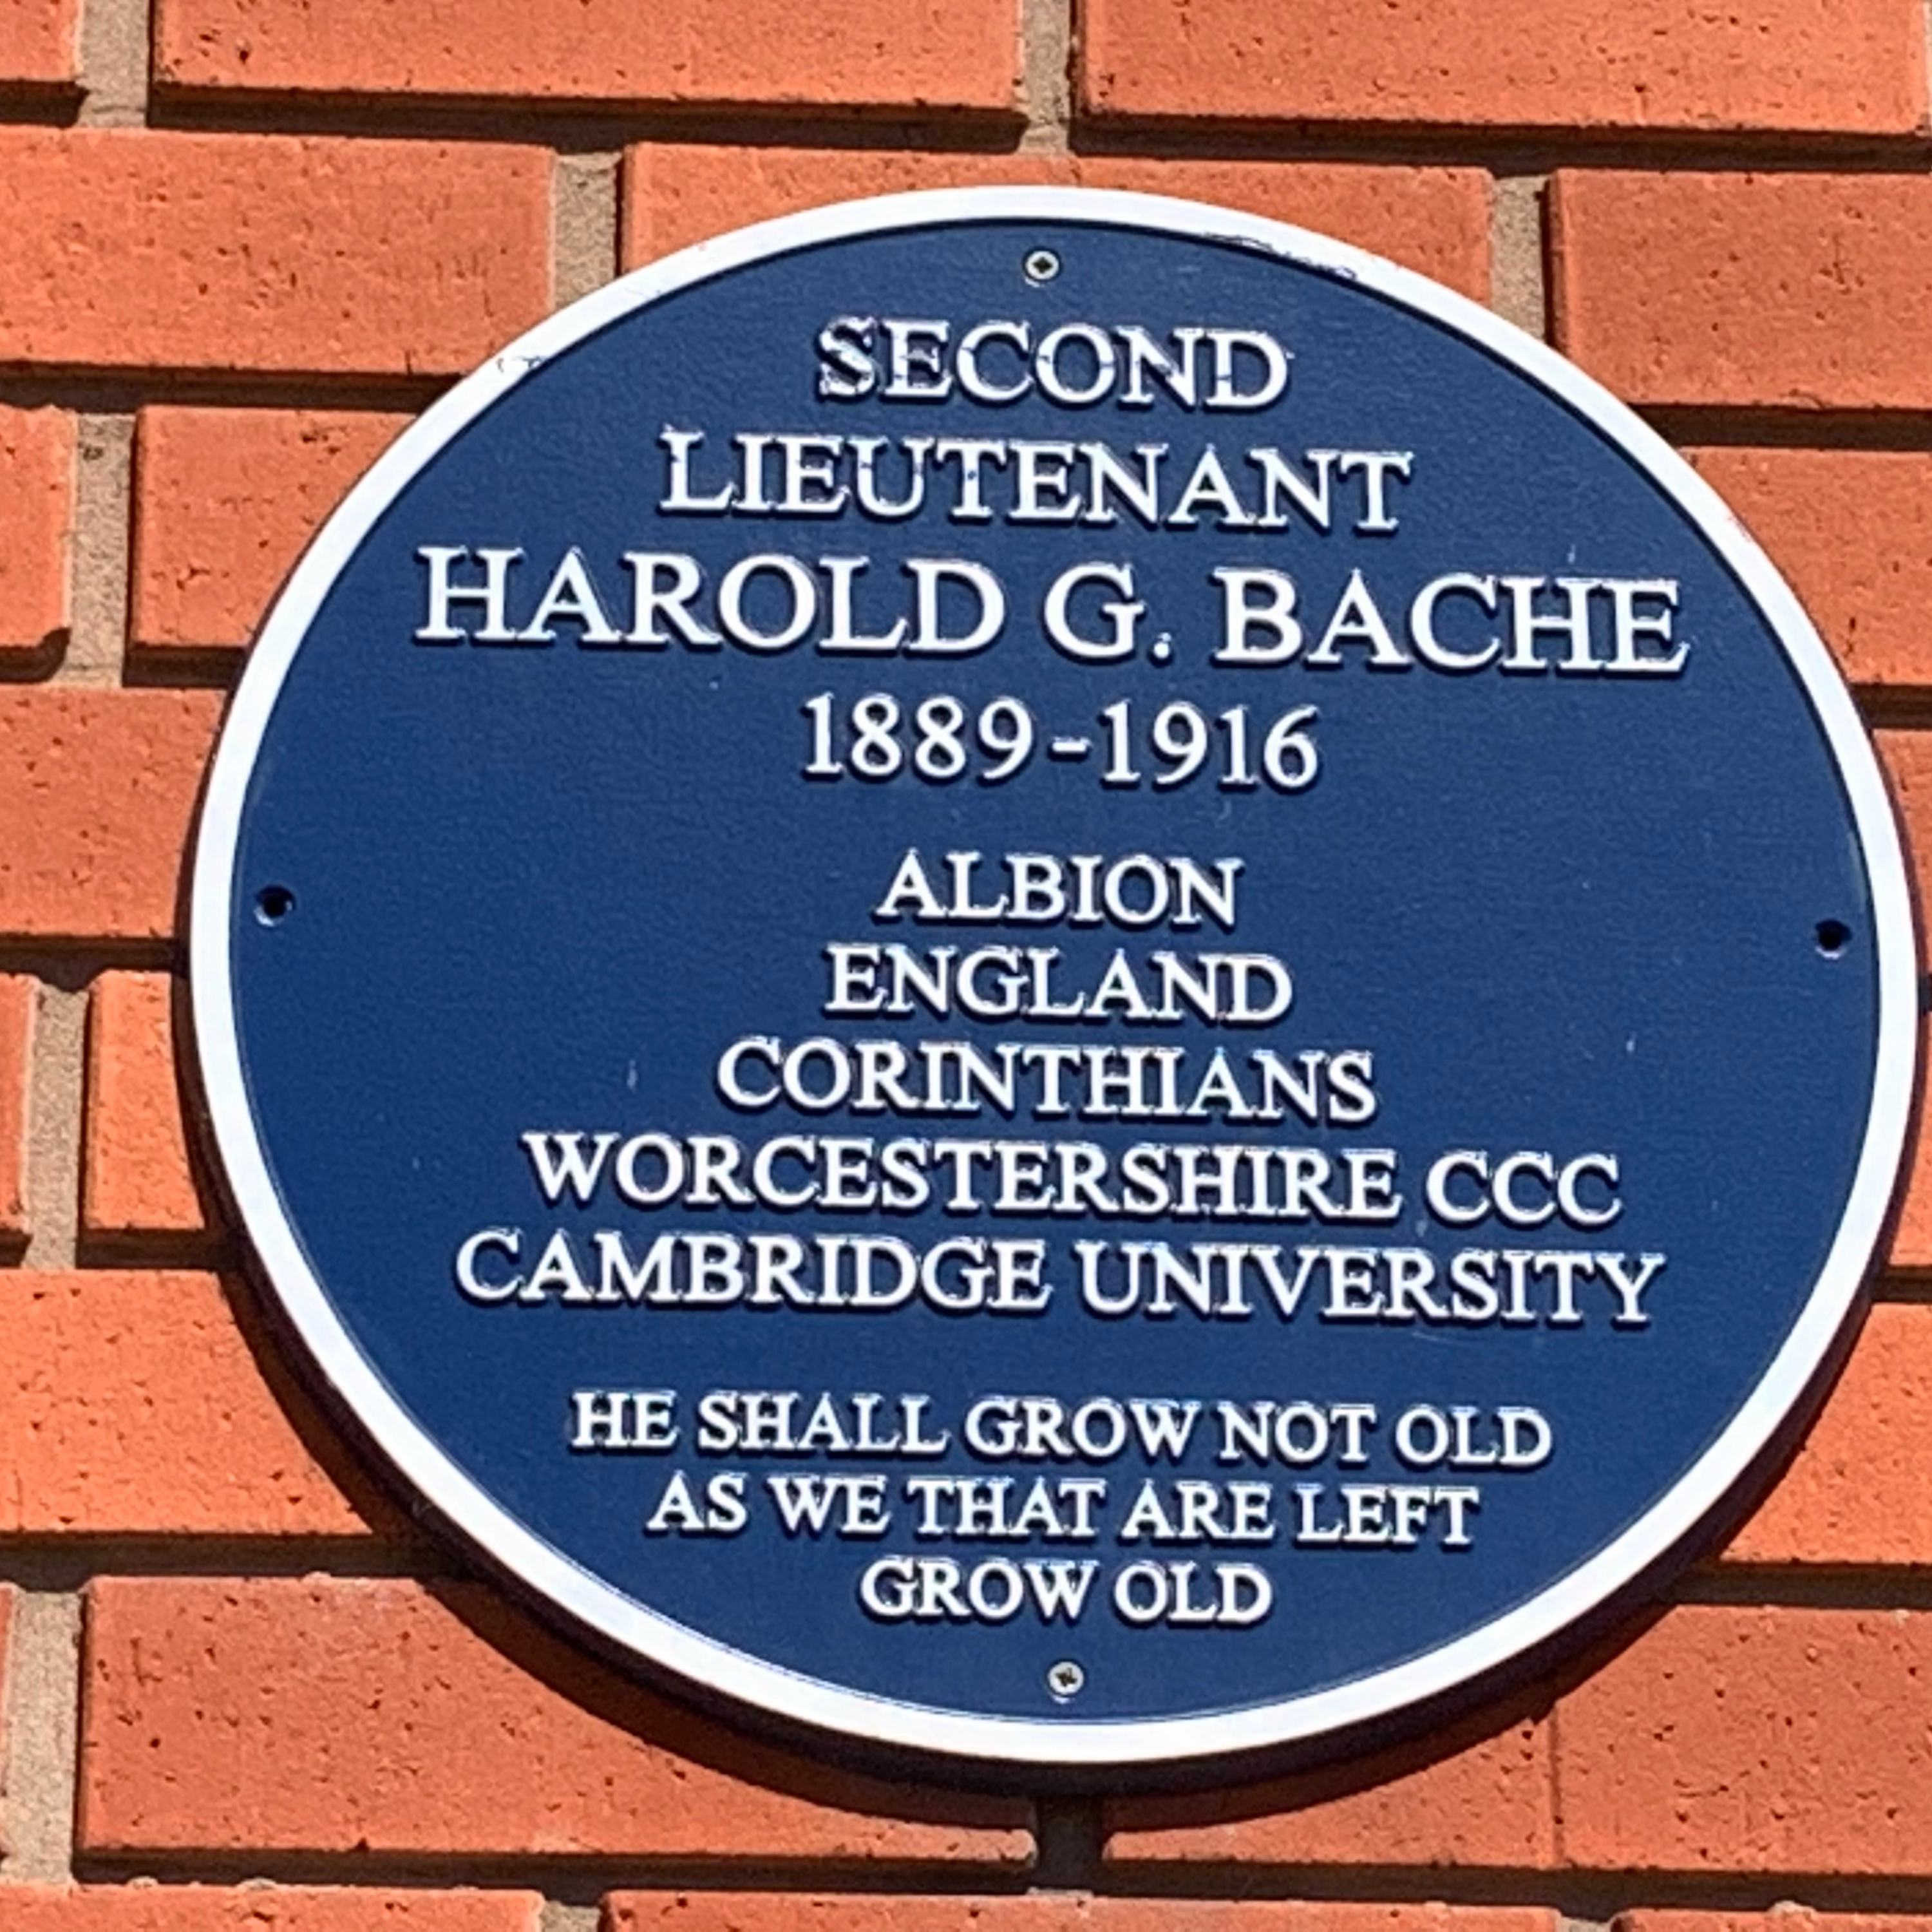 SECOND
LIEUTENANT
HAROLD G. BACHE
1889-1916
ALBION
ENGLAND
CORINTHIANS
WORCESTERSHIRE CCC
CAMBRIDGE UNIVERSITY
HE SHALL GROW NOT OLD
AS WE THAT ARE LEFT
GROW OLD